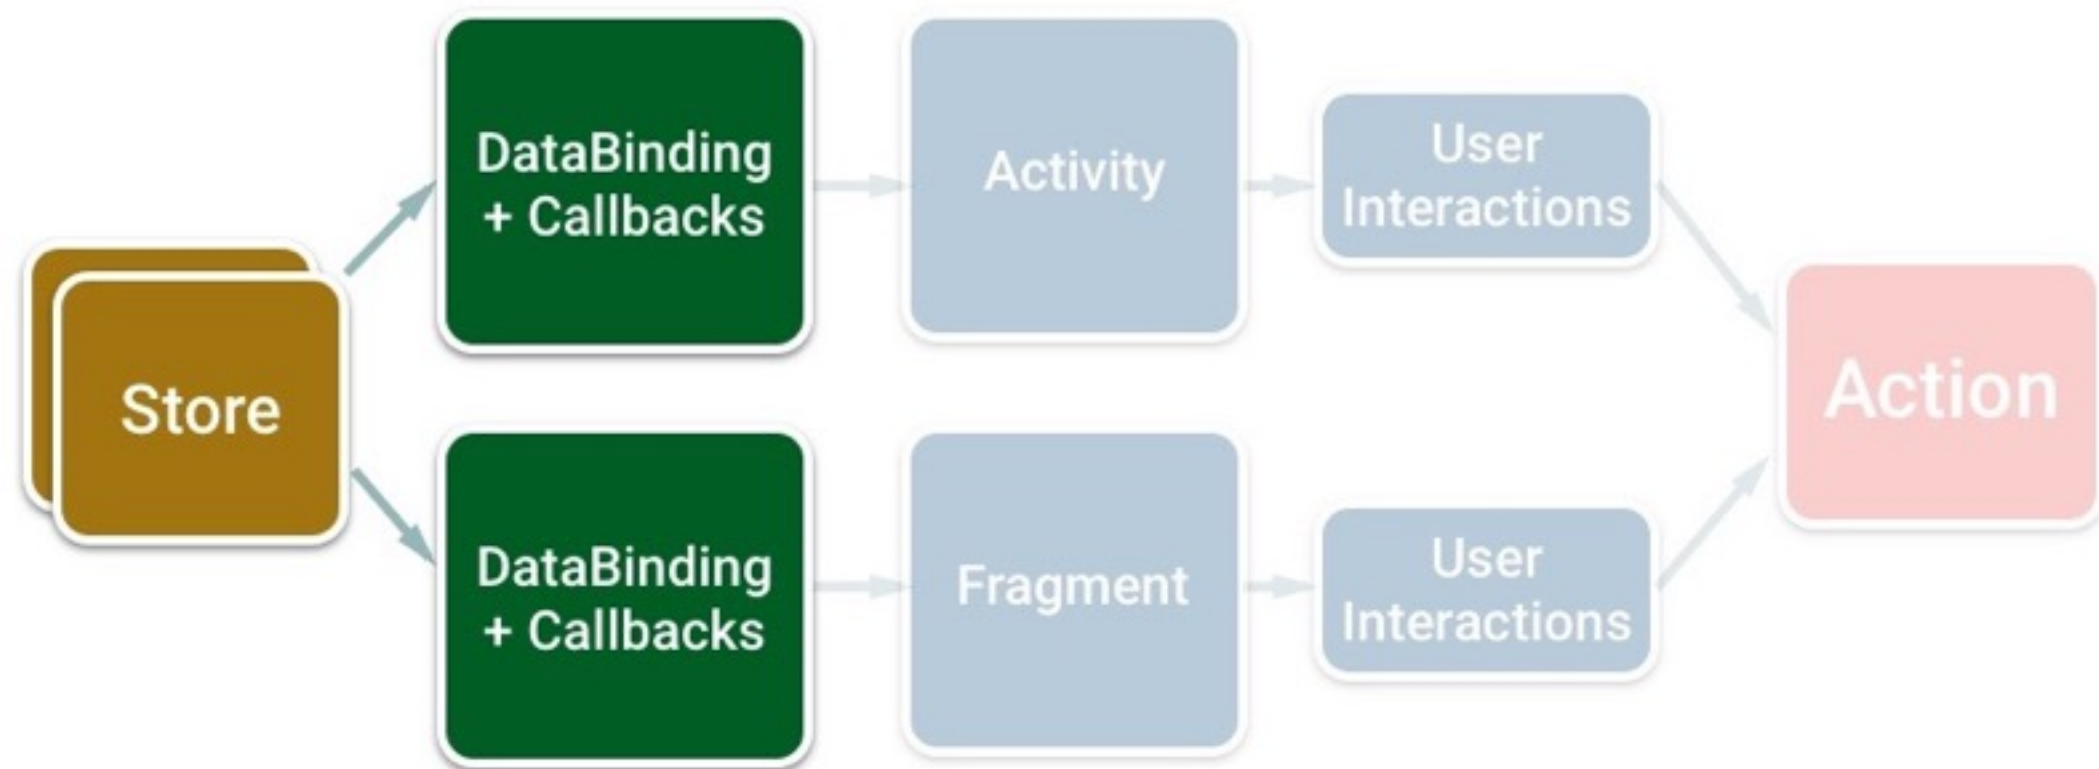 DataBinding
+ Callbacks
Activity
User
Interactions
Store
Action
DataBinding
+ Callbacks
Fragment
User
Interactions